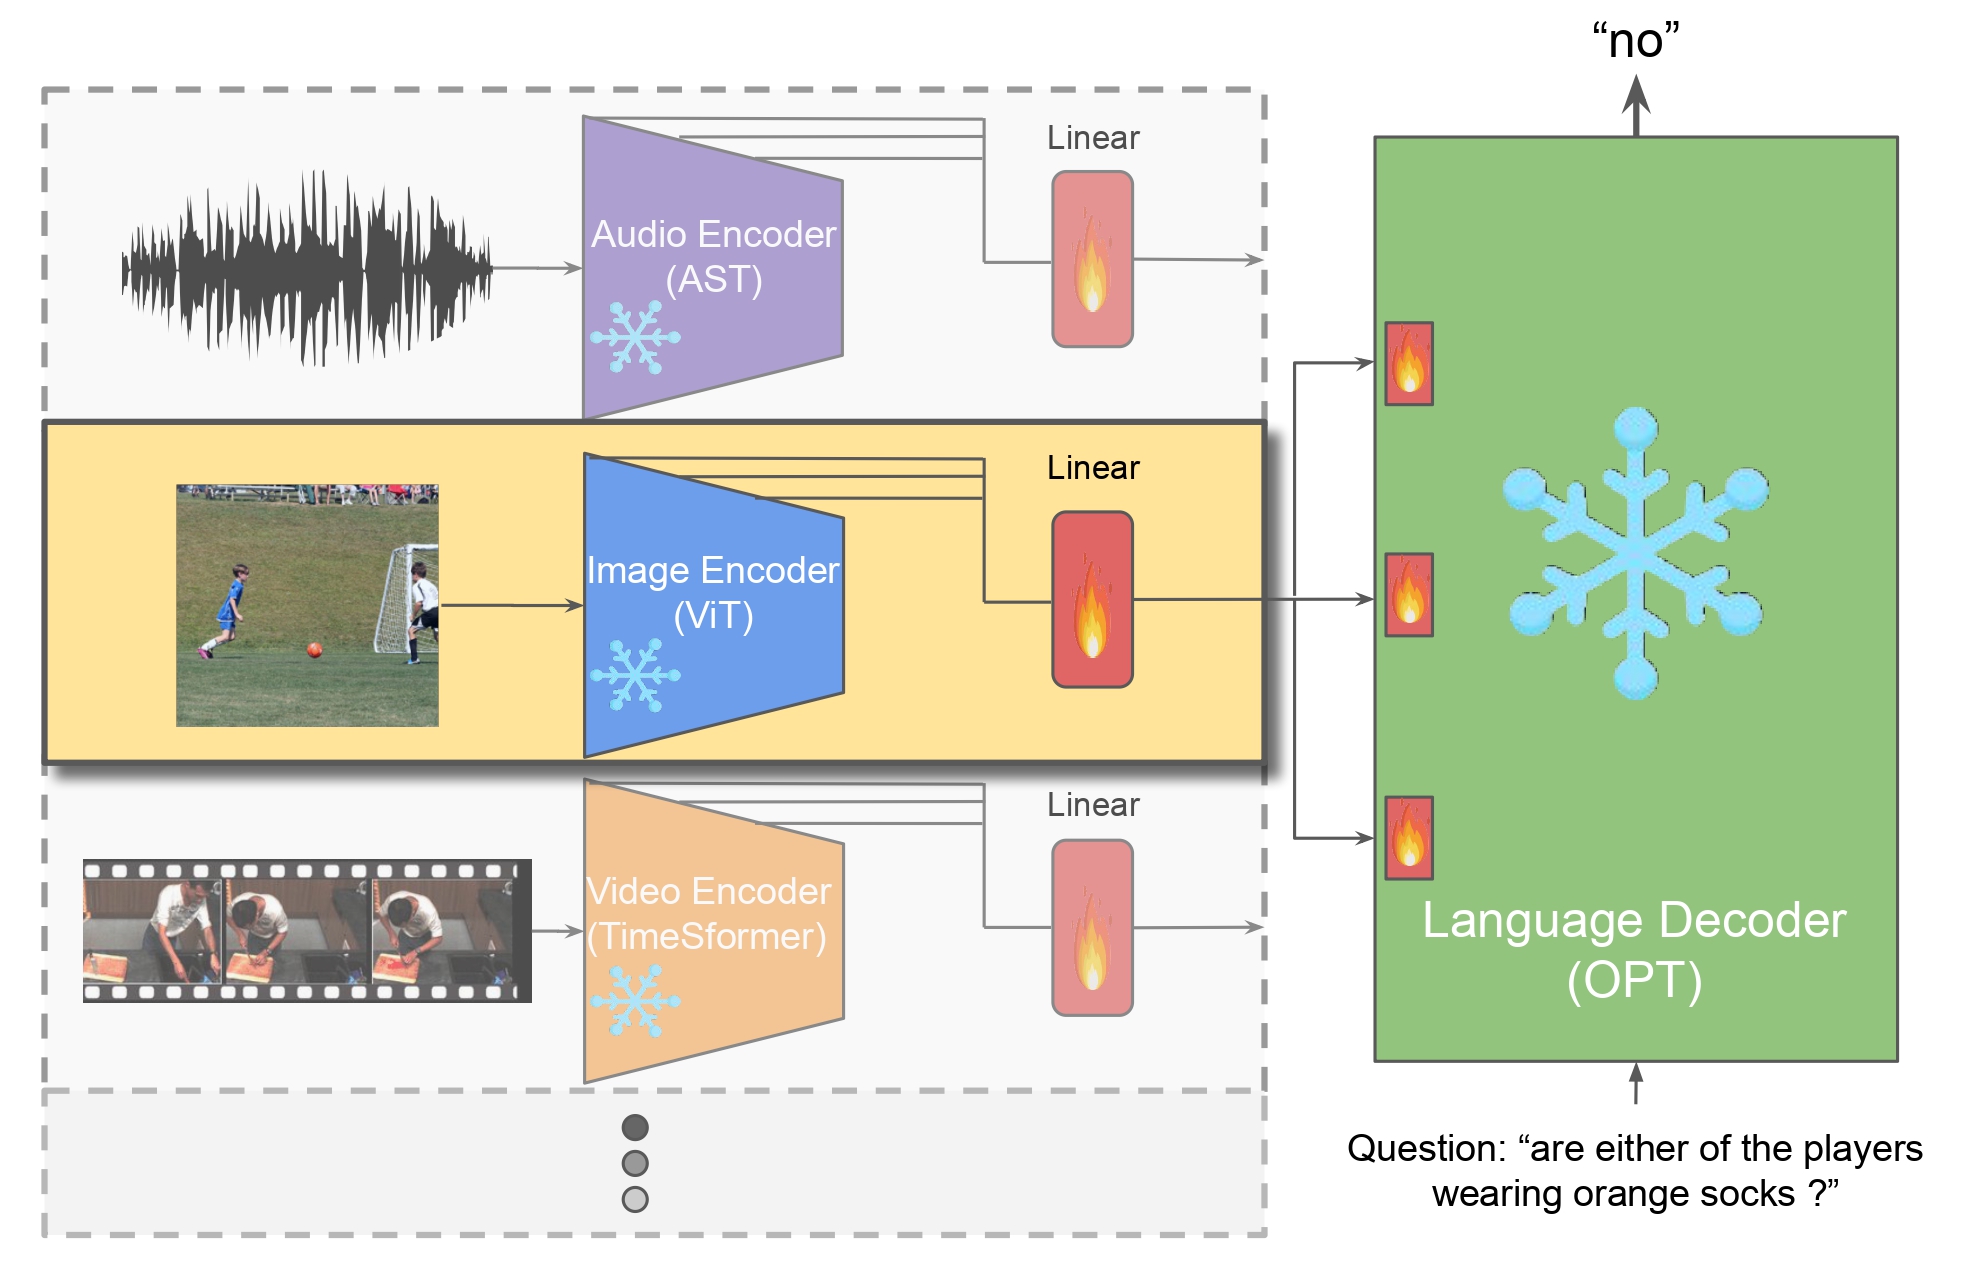 “no”
Linear
Audio Encoder
(AST)
Linear
Image Encoder
(ViT)
Linear
Video Encoder
(TimeSformer)
Language Decoder
(OPT)
Question: “are either of the players
wearing orange socks ?”